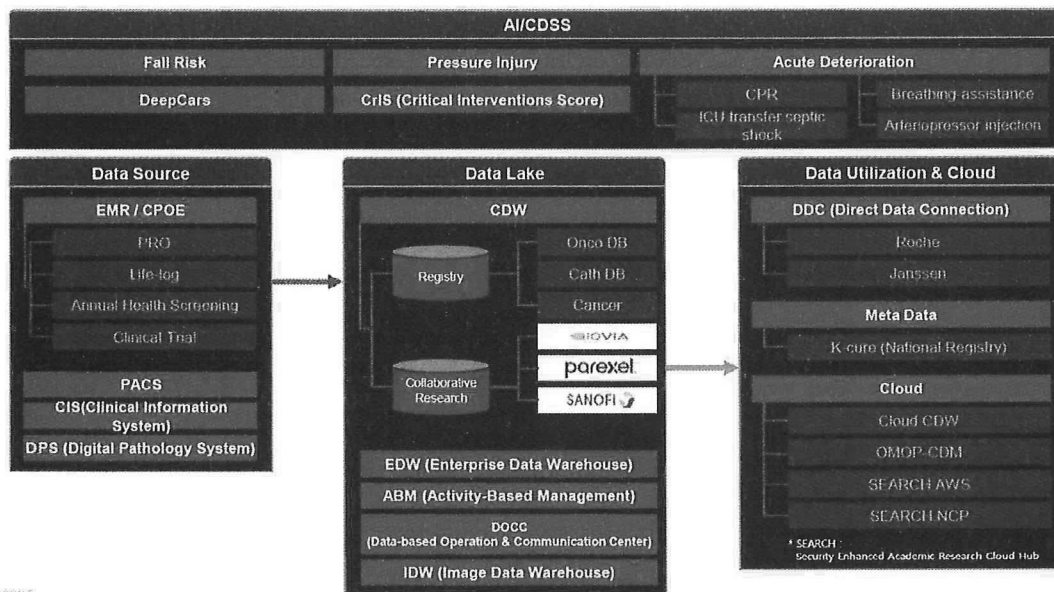 AI/CDSS
Fall Risk
Pressure Injury
Acute Deterioration
DeepCars
CrIS (Critical Interventions Score)
CPR
Breathing-assistance
ICU transfer septic
shock
Arteriopressor injection
Data Source
EMR / CPOE
PRO
Life-log
Annual Health Screening
Clinical Trial
PACS
CIS(Clinical Information
System)
DPS (Digital Pathology System)
Data Lake
CDW
Registry
Onco DB
Cath DB
Cancer
Collaborative
Research
IQVIA
parexel.
SANOFI
EDW (Enterprise Data Warehouse)
ABM (Activity-Based Management)
DOCC
(Data-based Operation & Communication Center)
IDW (Image Data Warehouse)
Data Utilization & Cloud
DDC (Direct Data Connection)
Roche
Janssen
Meta Data
K-cure (National Registry)
Cloud
Cloud CDW
OMOP-CDM
SEARCH AWS
SEARCH NCP
* SEARCH :
Security Enhanced Academic Research Cloud Hub